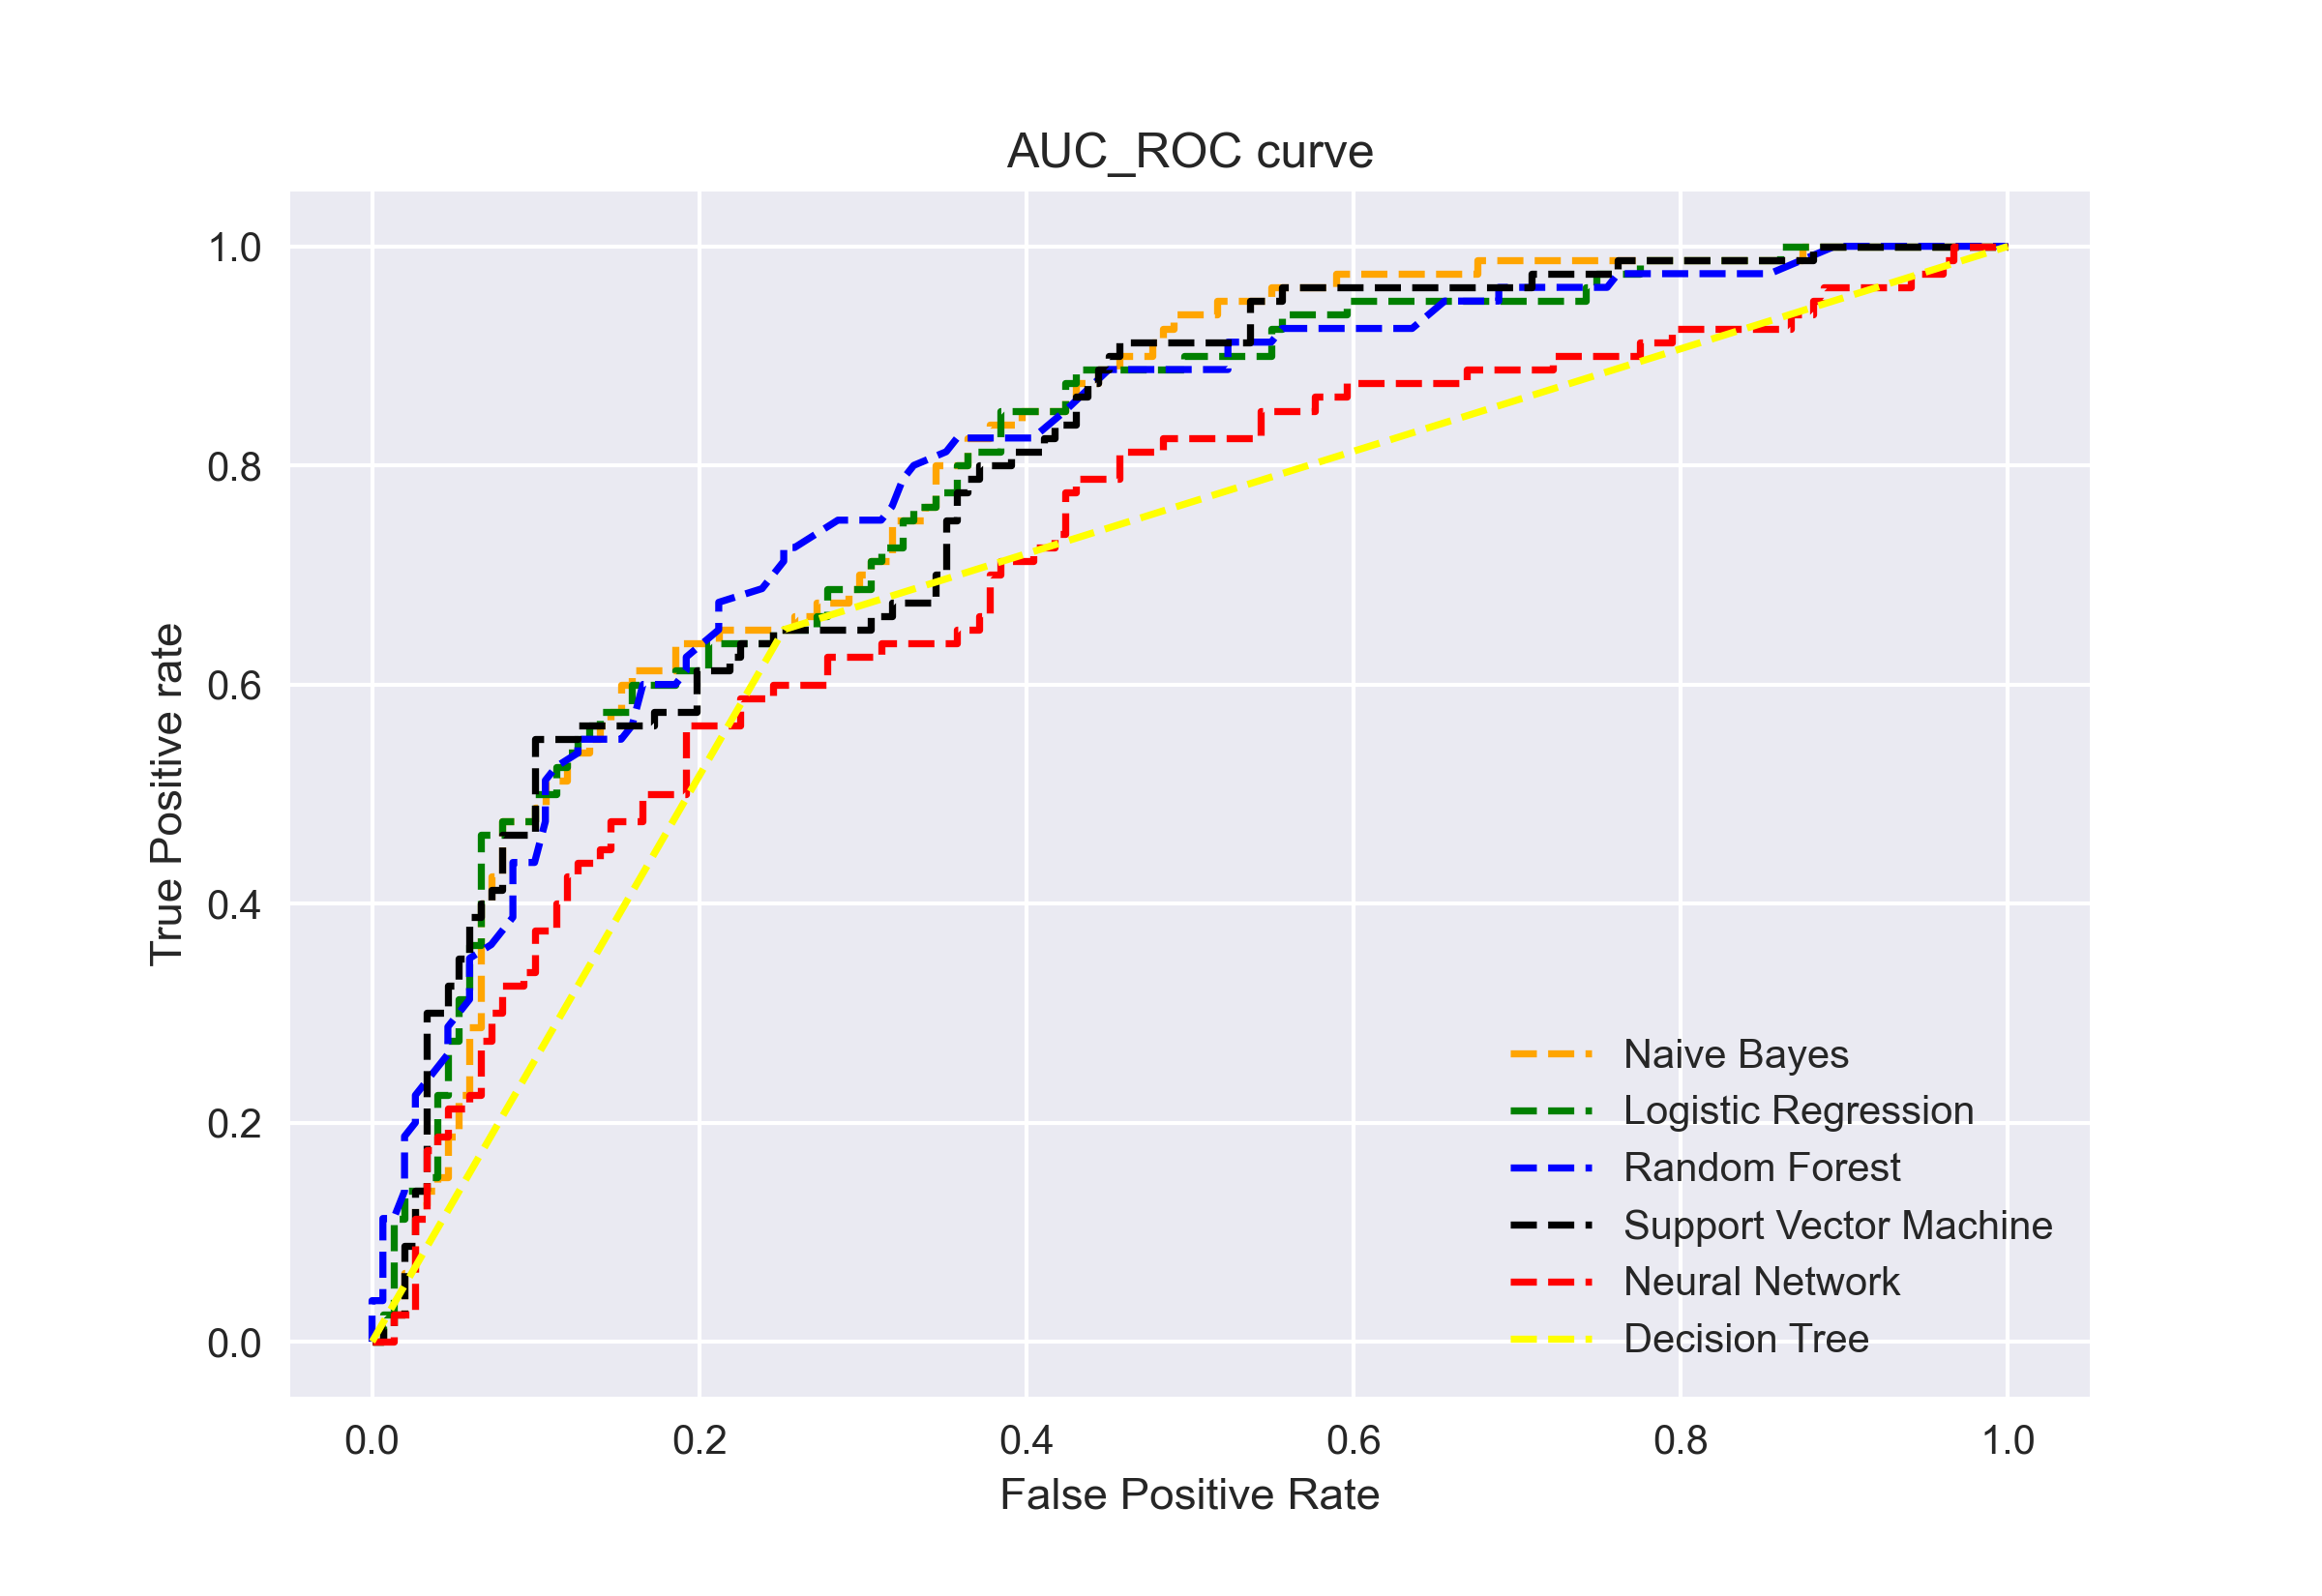 AUC_ROC curve
True Positive rate
1.0
0.8
0.6
0.4
0.2
0.0
Naive Bayes
Logistic Regression
Random Forest
Support Vector Machine
Neural Network
Decision Tree
0.0 0.2 0.4 0.6 0.8 1.0
False Positive Rate